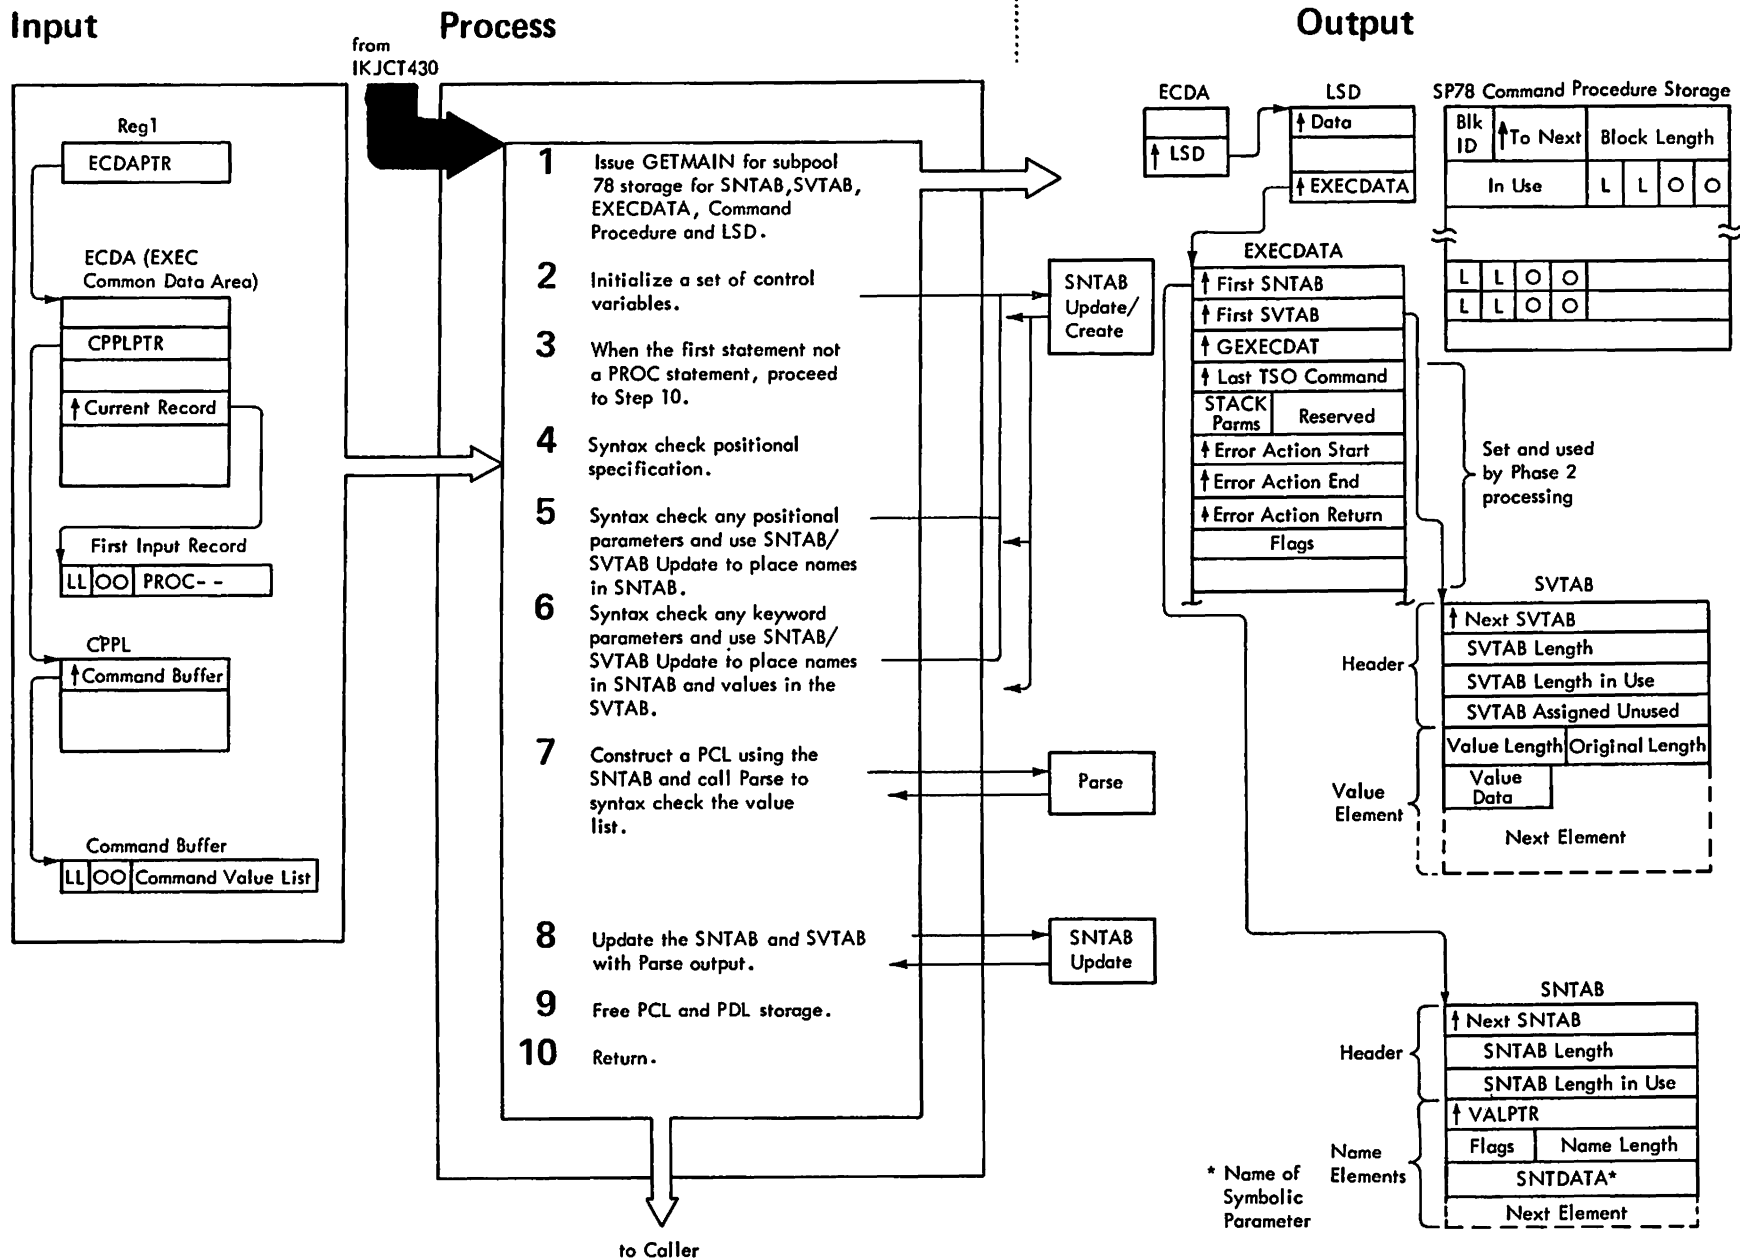 Input
Process
Output
from
IKJCT430
Reg1
ECDAPTR
ECDA (EXEC
Common Data Area)
CPPLPTR
↑ Current Record
First Input Record
LL OO PROC- -
CPPL
↑ Command Buffer
Command Buffer
LL OO Command Value List
1 Issue GETMAIN for subpool
78 storage for SNTAB, SVTAB,
EXECDATA, Command
Procedure and LSD.
2 Initialize a set of control
variables.
3 When the first statement not
a PROC statement, proceed
to Step 10.
4 Syntax check positional
specification.
5 Syntax check any positional
parameters and use SNTAB/
SVTAB Update to place names
in SNTAB.
6 Syntax check any keyword
parameters and use SNTAB/
SVTAB Update to place names
in SNTAB and values in the
SVTAB.
7 Construct a PCL using the
SNTAB and call Parse to
syntax check the value
list.
8 Update the SNTAB and SVTAB
with Parse output.
9 Free PCL and PDL storage.
10 Return.
to Caller
SNTAB
Update/
Create
Parse
SNTAB
Update
ECDA
↑ LSD
LSD
↑ Data
↑ EXECDATA
SP78 Command Procedure Storage
Blk
ID
↑ To Next
Block Length
In Use
L L O O
L L O O
L L O O
EXECDATA
↑ First SNTAB
↑ First SVTAB
↑ GEXECDAT
↑ Last TSO Command
STACK
Parms
Reserved
↑ Error Action Start
↑ Error Action End
↑ Error Action Return
Flags
Set and used
by Phase 2
processing
SVTAB
Header
↑ Next SVTAB
SVTAB Length
SVTAB Length in Use
SVTAB Assigned Unused
Value
Element
Value Length
Original Length
Value
Data
Next Element
SNTAB
Header
↑ Next SNTAB
SNTAB Length
SNTAB Length in Use
Name
Elements
↑ VALPTR
Flags
Name Length
SNTDATA*
Next Element
* Name of
Symbolic
Parameter